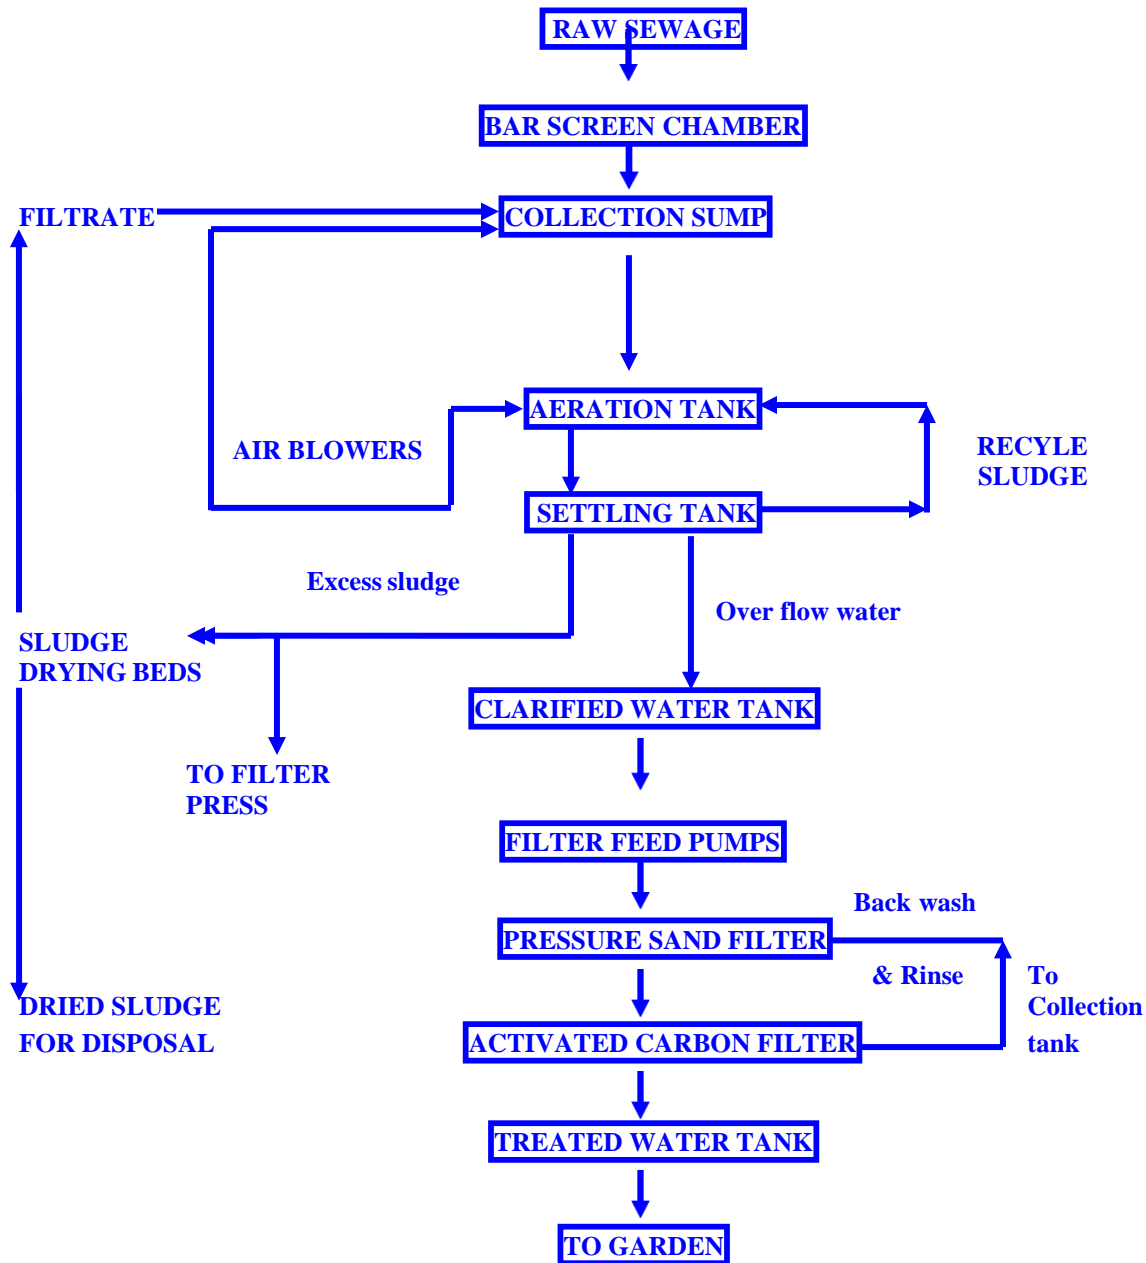 RAW SEWAGE
BAR SCREEN CHAMBER
FILTRATE
COLLECTION SUMP
AERATION TANK
AIR BLOWERS
RECYLE
SLUDGE
SETTLING TANK
Excess sludge
Over flow water
SLUDGE
DRYING BEDS
CLARIFIED WATER TANK
TO FILTER
PRESS
FILTER FEED PUMPS
Back wash
PRESSURE SAND FILTER
& Rinse
To
Collection
tank
DRIED SLUDGE
FOR DISPOSAL
ACTIVATED CARBON FILTER
TREATED WATER TANK
TO GARDEN